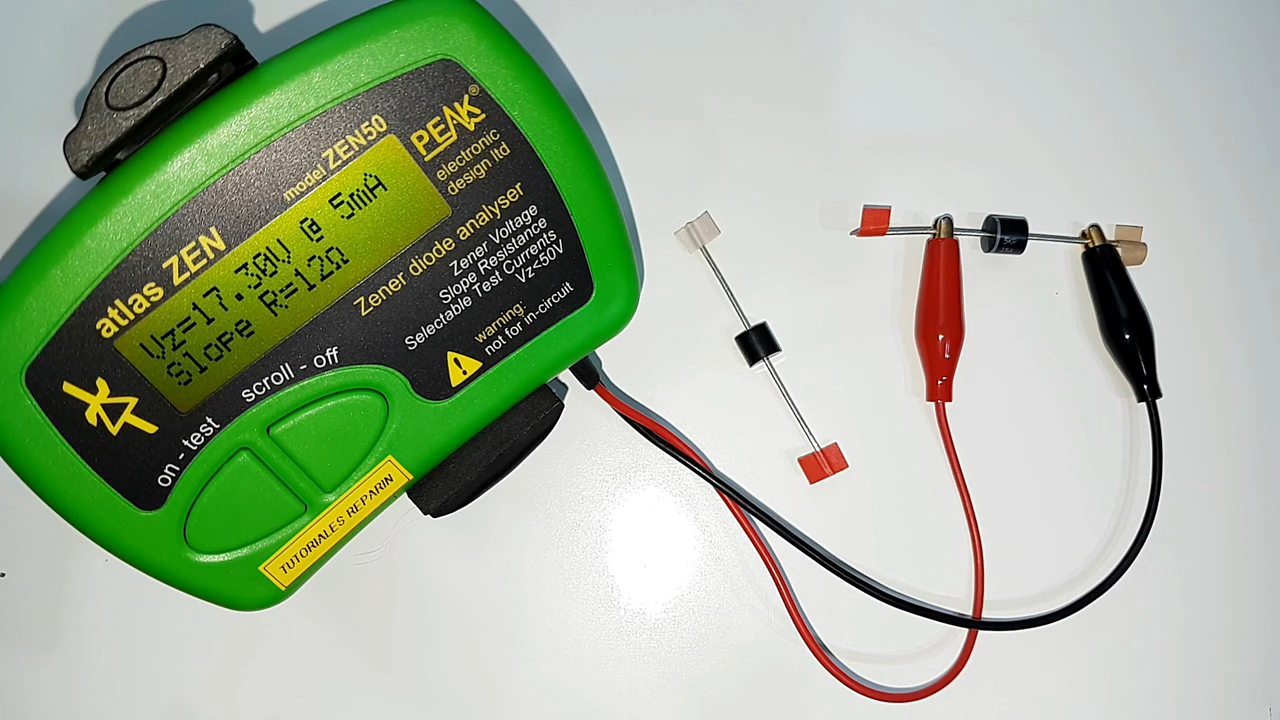 model ZEN50
PEAK®
electronic
design ltd
atlas ZEN
Vz=17.30V @ 5mA
Slope R=12Ω
Zener diode analyser
Zener Voltage
Slope Resistance
Selectable Test Currents
Vz<50V
warning:
not for in-circuit
scroll - off
on - test
TUTORIALES REPARIN